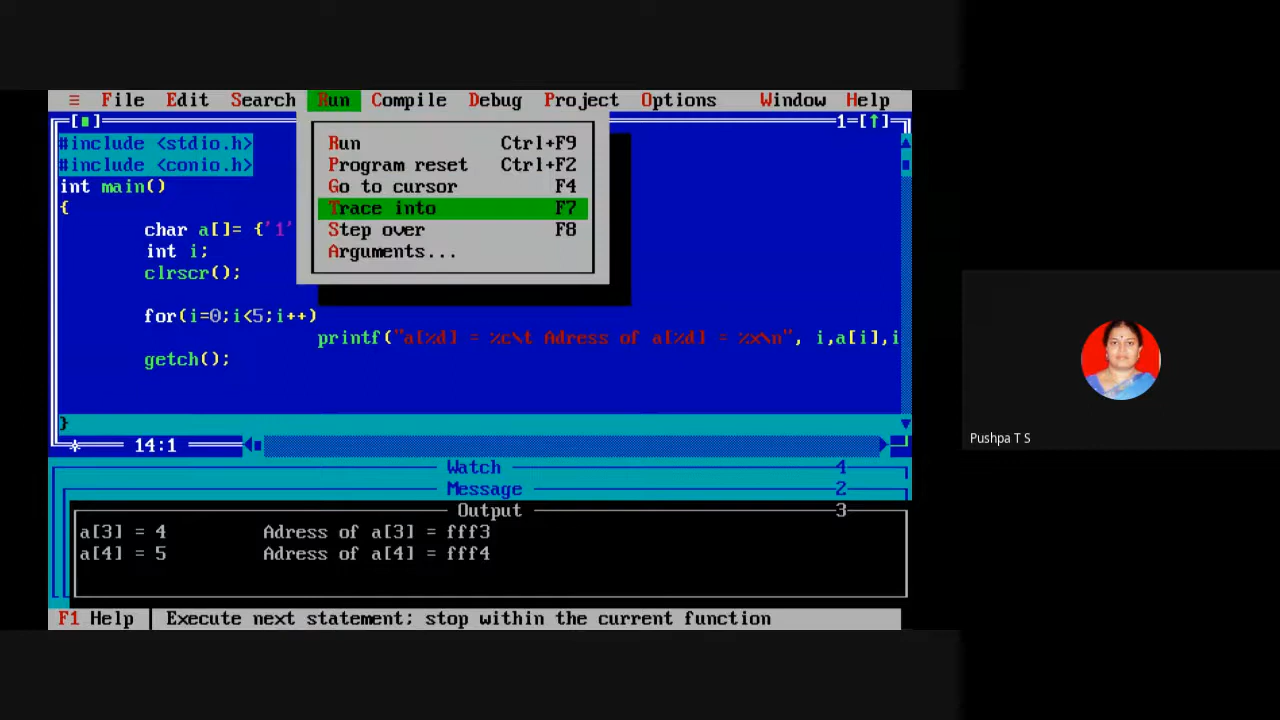 ≡ File Edit Search Run Compile Debug Project Options Window Help
[■] 1=[↑]
#include <stdio.h>
#include <conio.h>
int main()
{
char a[]= {'1'
int i;
clrscr();
for(i=0;i<5;i++)
printf("a[%d] = %c\t Adress of a[%d] = %x\n", i,a[i],i
getch();
}
14:1
Run Ctrl+F9
Program reset Ctrl+F2
Go to cursor F4
Trace into F7
Step over F8
Arguments...
Watch 4
Message 2
Output 3
a[3] = 4 Adress of a[3] = fff3
a[4] = 5 Adress of a[4] = fff4
F1 Help Execute next statement; stop within the current function
Pushpa T S